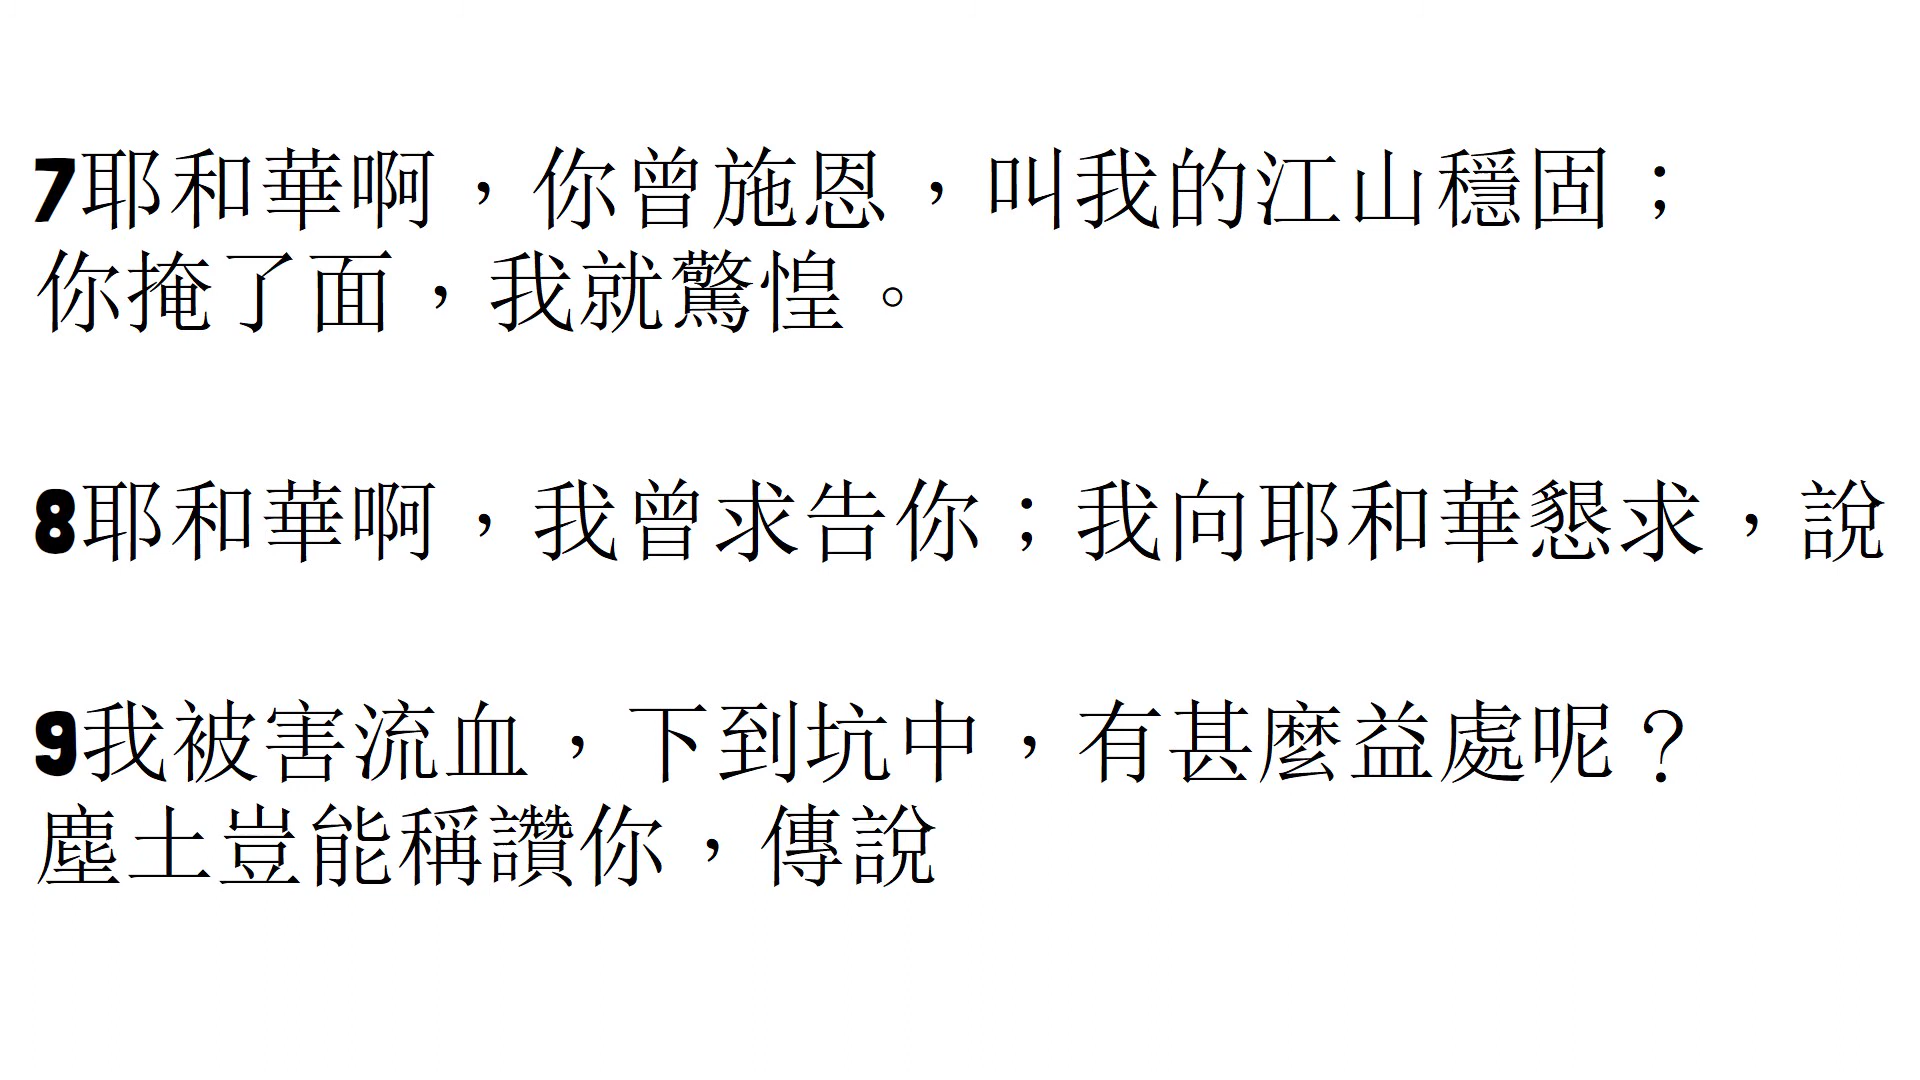 7耶和華啊，你曾施恩，叫我的江山穩固；
你掩了面，我就驚惶。
8耶和華啊，我曾求告你；我向耶和華懇求，說
9我被害流血，下到坑中，有甚麼益處呢？
塵土豈能稱讚你，傳說